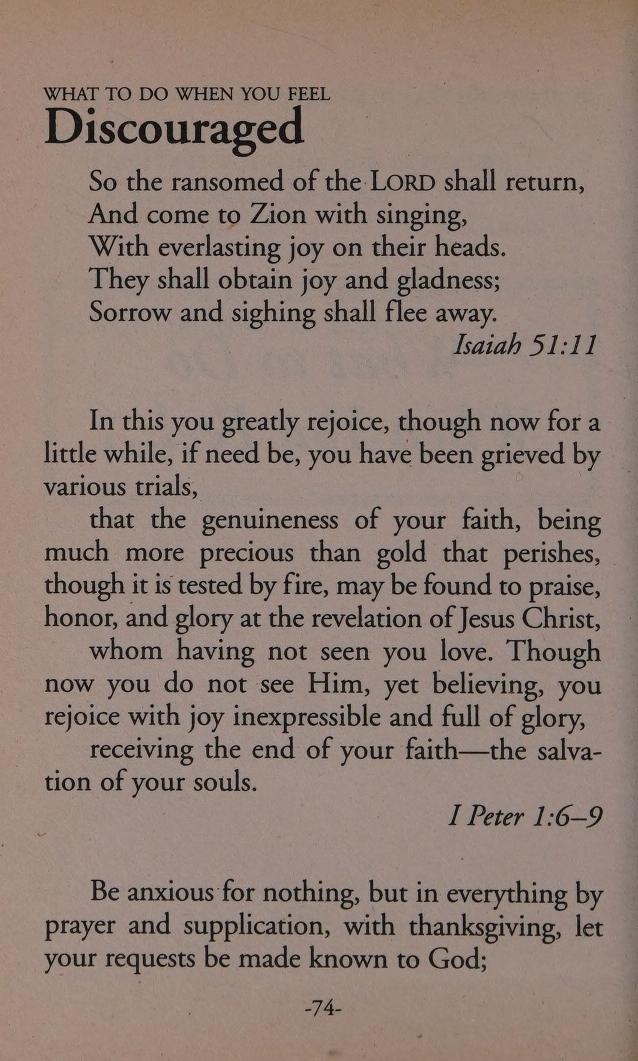 WHAT TO DO WHEN YOU FEEL
Discouraged
So the ransomed of the LORD shall return,
And come to Zion with singing,
With everlasting joy on their heads.
They shall obtain joy and gladness;
Sorrow and sighing shall flee away.
Isaiah 51:11
In this you greatly rejoice, though now for a
little while, if need be, you have been grieved by
various trials,
that the genuineness of your faith, being
much more precious than gold that perishes,
though it is tested by fire, may be found to praise,
honor, and glory at the revelation of Jesus Christ,
whom having not seen you love. Though
now you do not see Him, yet believing, you
rejoice with joy inexpressible and full of glory,
receiving the end of your faith—the salva-
tion of your souls.
I Peter 1:6–9
Be anxious for nothing, but in everything by
prayer and supplication, with thanksgiving, let
your requests be made known to God;
-74-